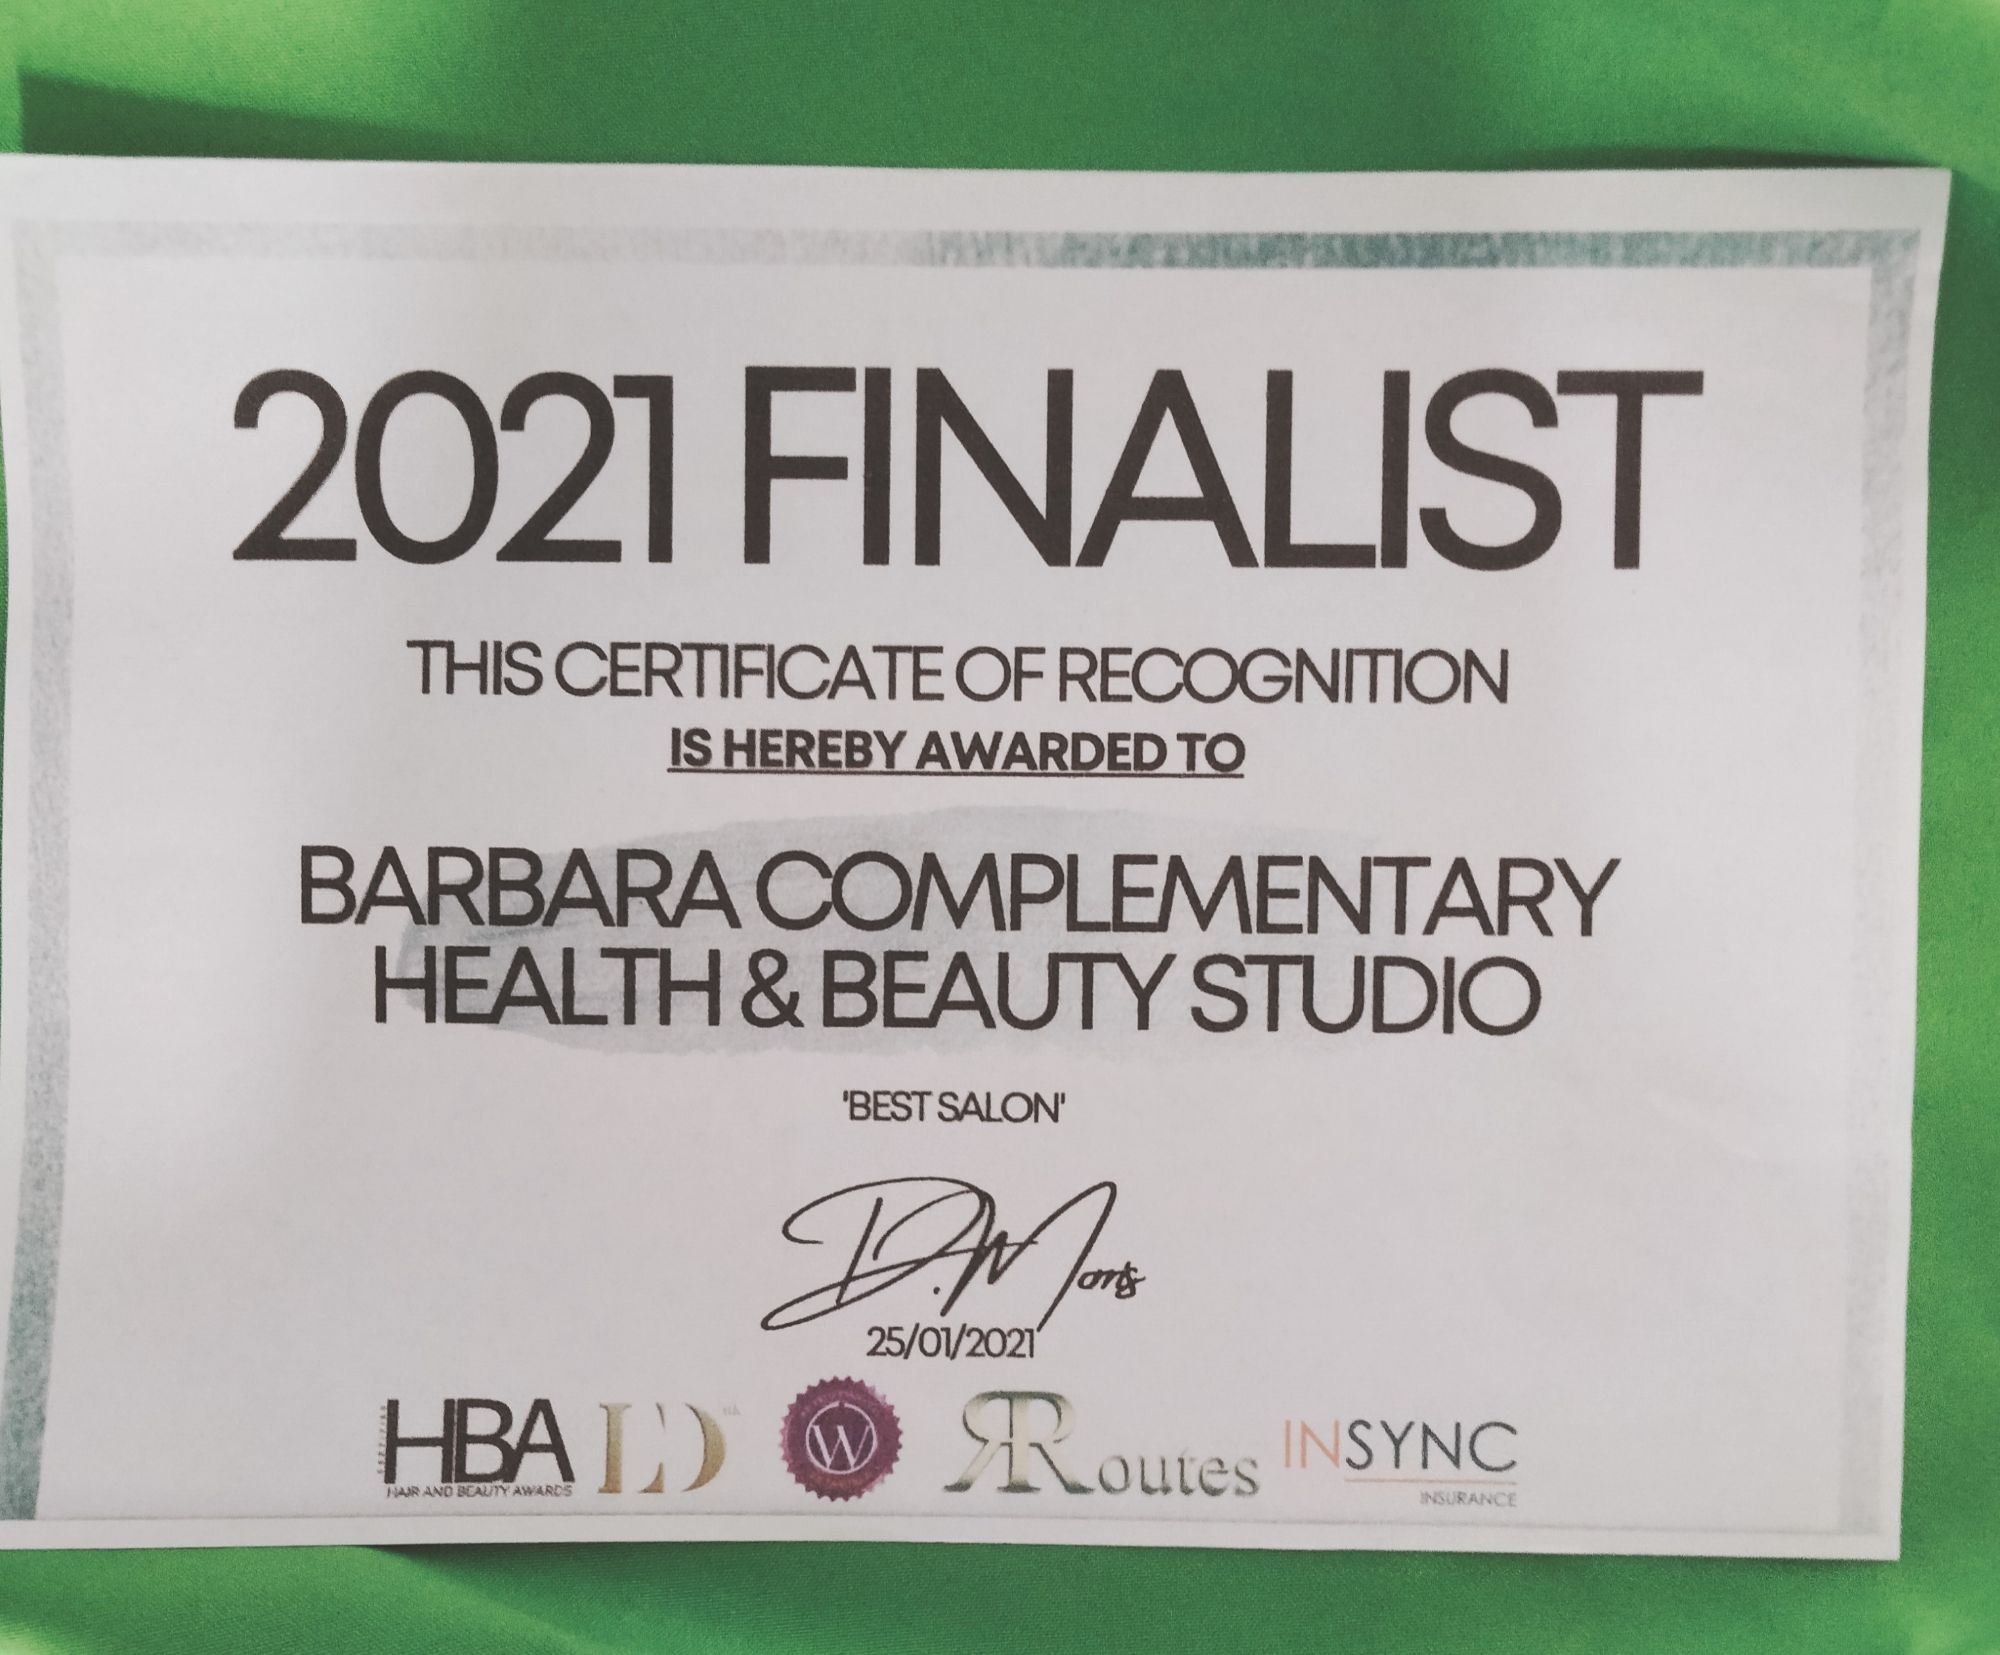 2021 FINALIST
THIS CERTIFICATE OF RECOGNITION
IS HEREBY AWARDED TO
BARBARA COMPLEMENTARY
HEALTH & BEAUTY STUDIO
'BEST SALON'
D. Morris
25/01/2021
HBA
HAIR AND BEAUTY AWARDS
W
Routes
INSYNC
INSURANCE